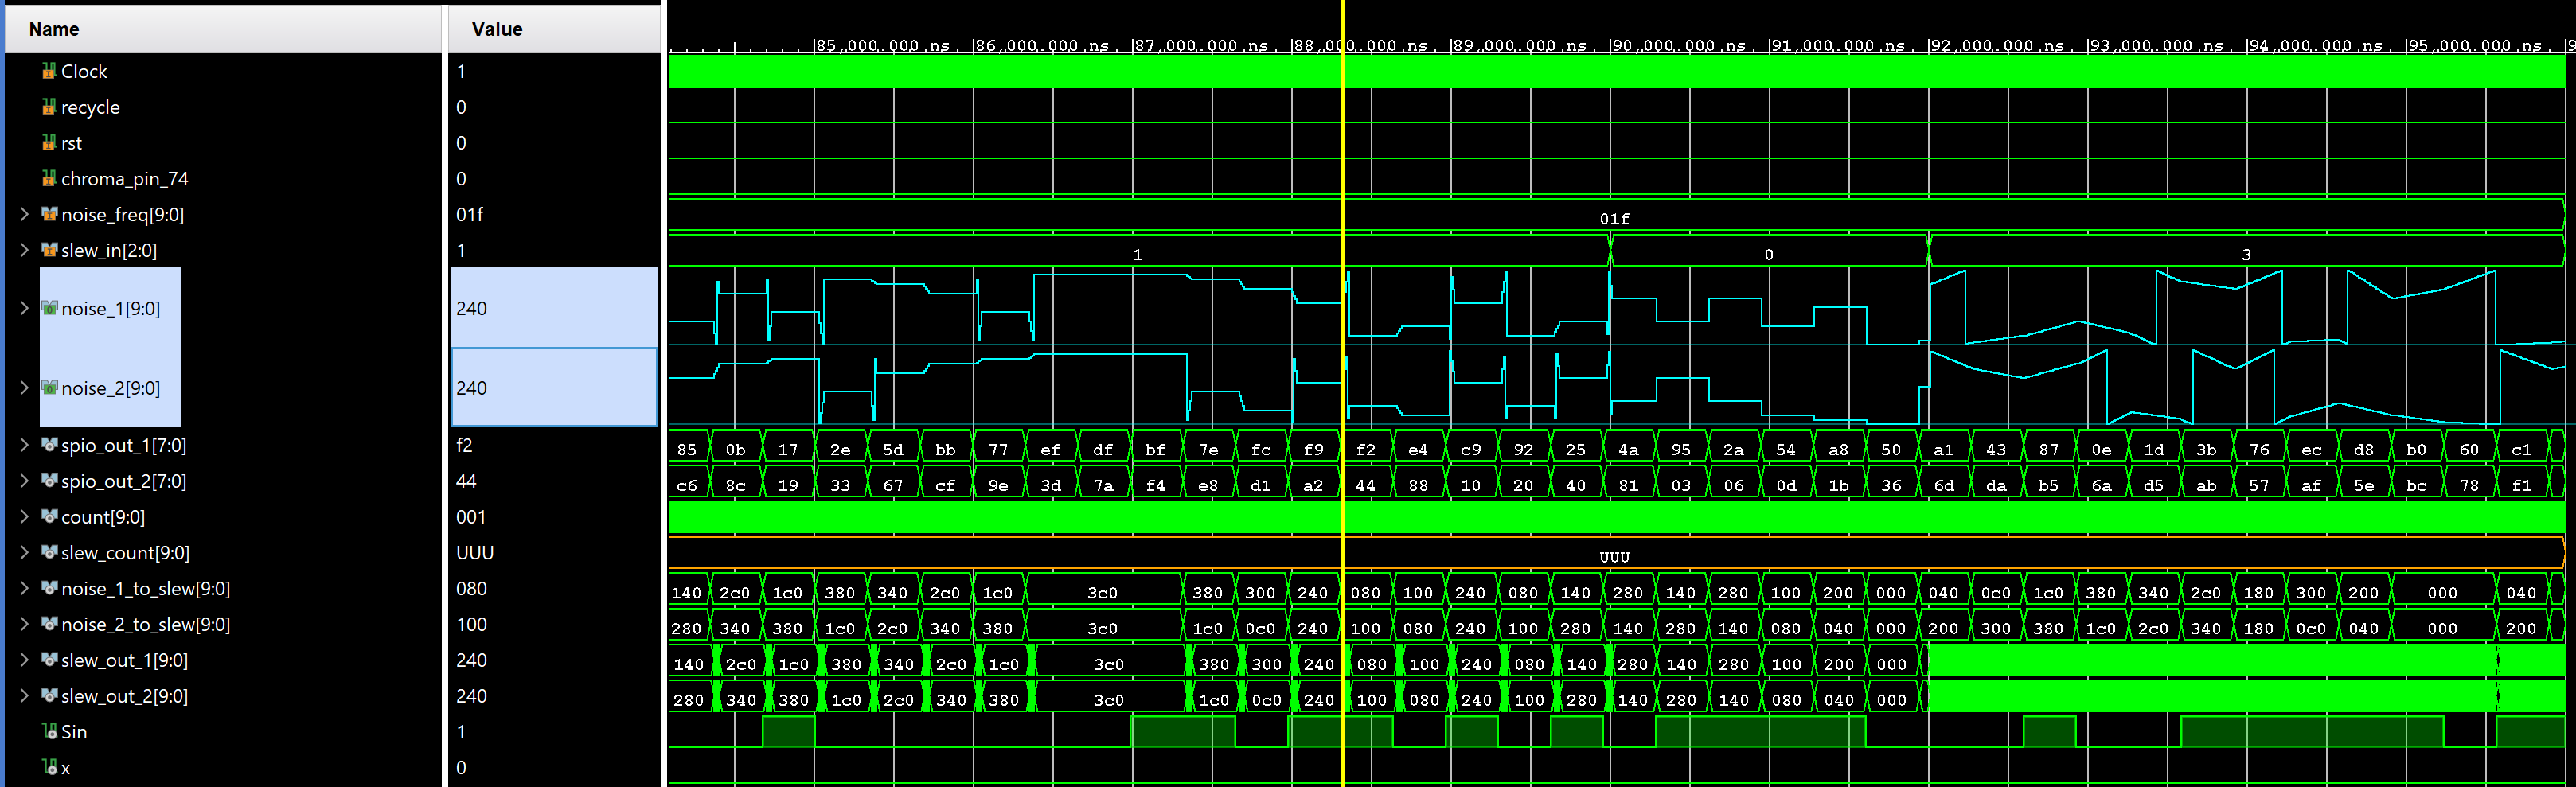 Name Value
85,000.000 ns 86,000.000 ns 87,000.000 ns 88,000.000 ns 89,000.000 ns 90,000.000 ns 91,000.000 ns 92,000.000 ns 93,000.000 ns 94,000.000 ns 95,000.000 ns 9
Clock 1
recycle 0
rst 0
chroma_pin_74 0
noise_freq[9:0] 01f 01f
slew_in[2:0] 1 1 0 3
noise_1[9:0] 240
noise_2[9:0] 240
spio_out_1[7:0] f2 85 0b 17 2e 5d bb 77 ef df bf 7e fc f9 f2 e4 c9 92 25 4a 95 2a 54 a8 50 a1 43 87 0e 1d 3b 76 ec d8 b0 60 c1
spio_out_2[7:0] 44 c6 8c 19 33 67 cf 9e 3d 7a f4 e8 d1 a2 44 88 10 20 40 81 03 06 0d 1b 36 6d da b5 6a d5 ab 57 af 5e bc 78 f1
count[9:0] 001
slew_count[9:0] UUU UUU
noise_1_to_slew[9:0] 080 140 2c0 1c0 380 340 2c0 1c0 3c0 380 300 240 080 100 240 080 140 280 140 280 100 200 000 040 0c0 1c0 380 340 2c0 180 300 200 000 040
noise_2_to_slew[9:0] 100 280 340 380 1c0 2c0 340 380 3c0 1c0 0c0 240 100 080 240 100 280 140 280 140 080 040 000 200 300 380 1c0 2c0 340 180 0c0 040 000 200
slew_out_1[9:0] 240 140 2c0 1c0 380 340 2c0 1c0 3c0 380 300 240 080 100 240 080 140 280 140 280 100 200 000
slew_out_2[9:0] 240 280 340 380 1c0 2c0 340 380 3c0 1c0 0c0 240 100 080 240 100 280 140 280 140 080 040 000
Sin 1
x 0